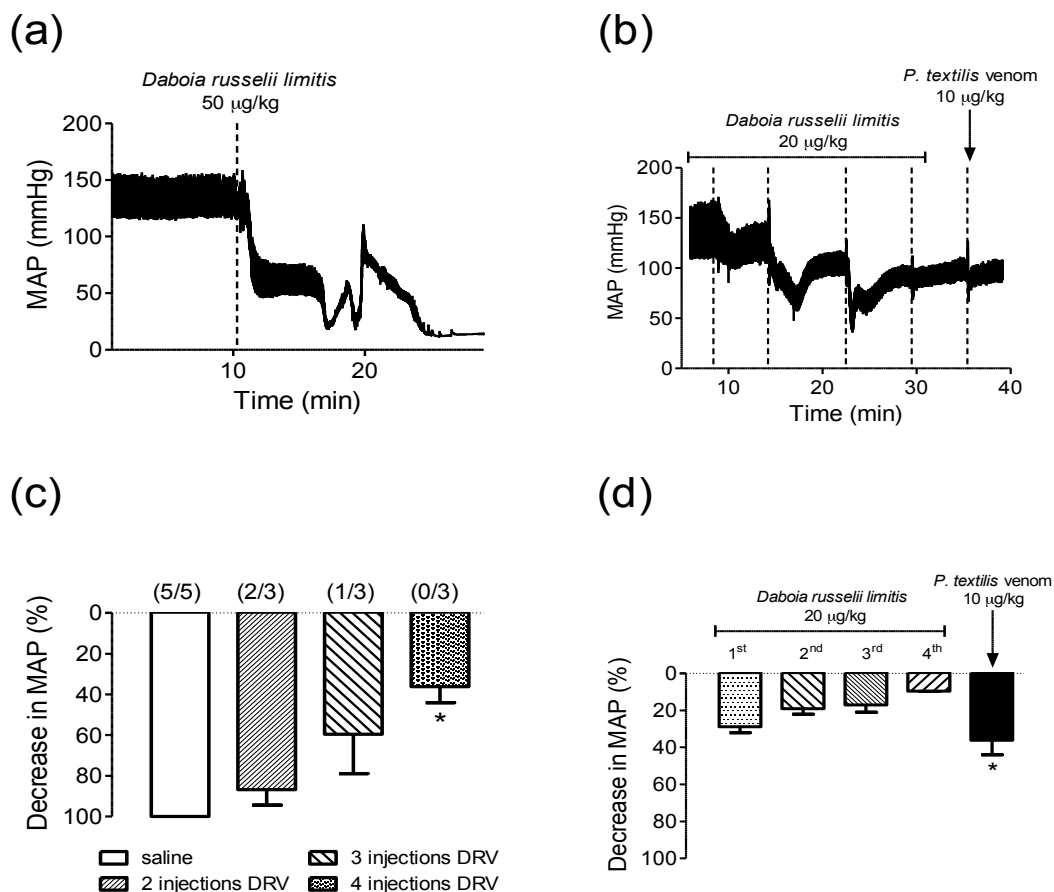 (a)
Daboia russelii limitis
50 μg/kg
200
150
100
50
0
MAP (mmHg)
10
20
Time (min)
(b)
P. textilis venom
10 μg/kg
Daboia russelii limitis
20 μg/kg
200
150
100
50
0
MAP (mmHg)
10
20
30
40
Time (min)
(c)
(5/5)
(2/3)
(1/3)
(0/3)
0
20
40
60
80
100
Decrease in MAP (%)
*
saline
2 injections DRV
3 injections DRV
4 injections DRV
(d)
P. textilis venom
10 μg/kg
Daboia russelii limitis
20 μg/kg
1st
2nd
3rd
4th
0
20
40
60
80
100
Decrease in MAP (%)
*